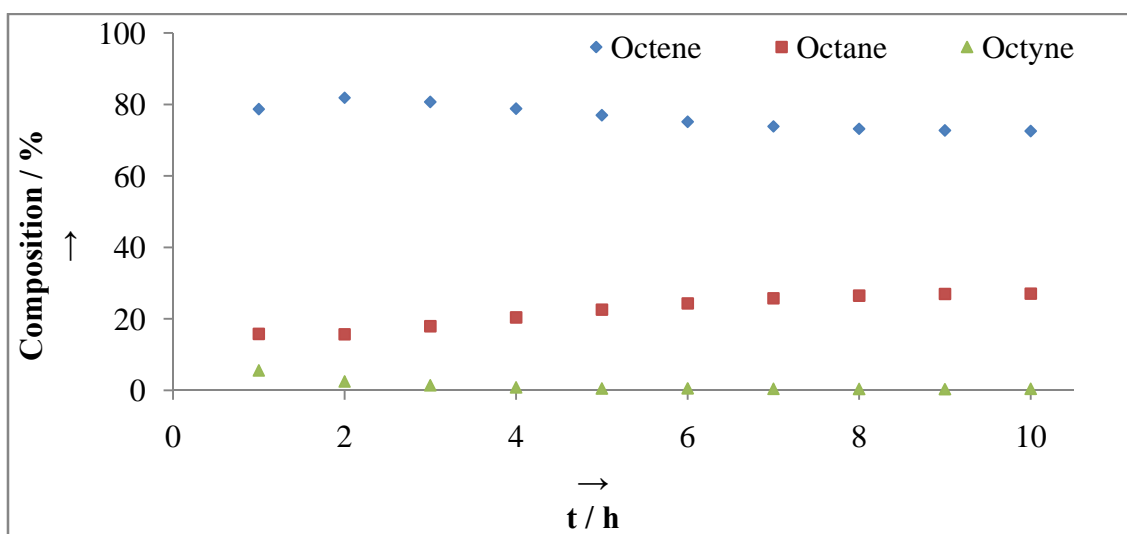 Octene Octane Octyne
100
80
60
40
20
0
Composition / %
→
0 2 4 6 8 10
→
t / h